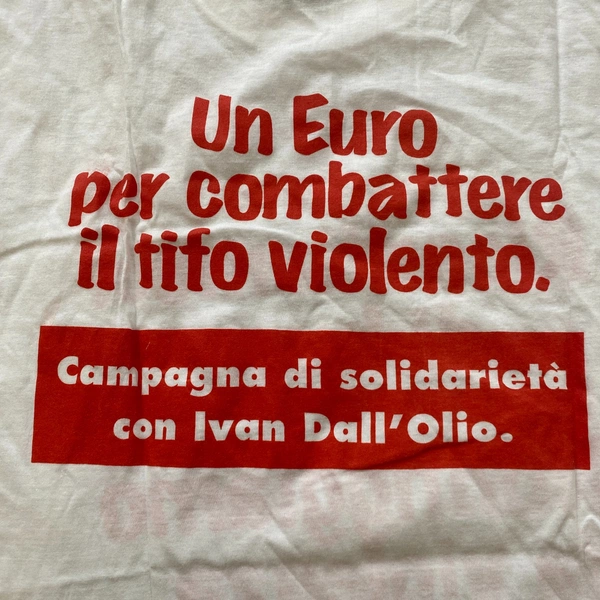 Un Euro
per combattere
il tifo violento.
Campagna di solidarietà
con Ivan Dall'Olio.